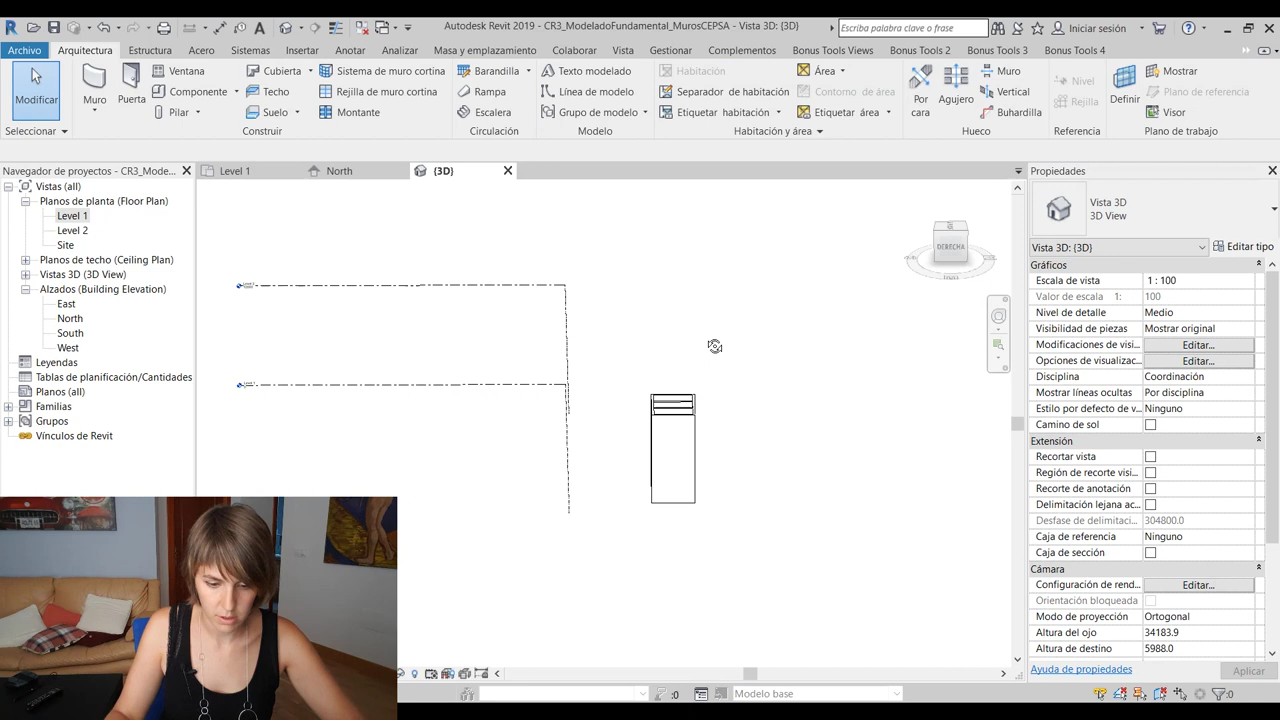 Autodesk Revit 2019 - CR3_ModeladoFundamental_MurosCEPSA - Vista 3D: {3D}
Escriba palabra clave o frase
Iniciar sesión
Archivo Arquitectura Estructura Acero Sistemas Insertar Anotar Analizar Masa y emplazamiento Colaborar Vista Gestionar Complementos Bonus Tools Views Bonus Tools 2 Bonus Tools 3 Bonus Tools 4
Modificar
Muro
Puerta
Ventana
Componente
Pilar
Cubierta
Techo
Suelo
Sistema de muro cortina
Rejilla de muro cortina
Montante
Barandilla
Rampa
Escalera
Texto modelado
Línea de modelo
Grupo de modelo
Habitación
Separador de habitación
Etiquetar habitación
Área
Contorno de área
Etiquetar área
Por cara
Agujero
Muro
Vertical
Buhardilla
Nivel
Rejilla
Definir
Mostrar
Plano de referencia
Visor
Seleccionar Construir Circulación Modelo Habitación y área Hueco Referencia Plano de trabajo
Navegador de proyectos - CR3_Mode...
Vistas (all)
Planos de planta (Floor Plan)
Level 1
Level 2
Site
Planos de techo (Ceiling Plan)
Vistas 3D (3D View)
Alzados (Building Elevation)
East
North
South
West
Leyendas
Tablas de planificación/Cantidades
Planos (all)
Familias
Grupos
Vínculos de Revit
Level 1 North {3D}
DERECHA
Propiedades
Vista 3D
3D View
Vista 3D: {3D} Editar tipo
Gráficos
Escala de vista 1 : 100
Valor de escala 1: 100
Nivel de detalle Medio
Visibilidad de piezas Mostrar original
Modificaciones de visi... Editar...
Opciones de visualizac... Editar...
Disciplina Coordinación
Mostrar líneas ocultas Por disciplina
Estilo por defecto de v... Ninguno
Camino de sol
Extensión
Recortar vista
Región de recorte visi...
Recorte de anotación
Delimitación lejana ac...
Desfase de delimitaci... 304800.0
Caja de referencia Ninguno
Caja de sección
Cámara
Configuración de rend... Editar...
Orientación bloqueada
Modo de proyección Ortogonal
Altura del ojo 34183.9
Altura de destino 5988.0
Ayuda de propiedades Aplicar
:0 Modelo base :0